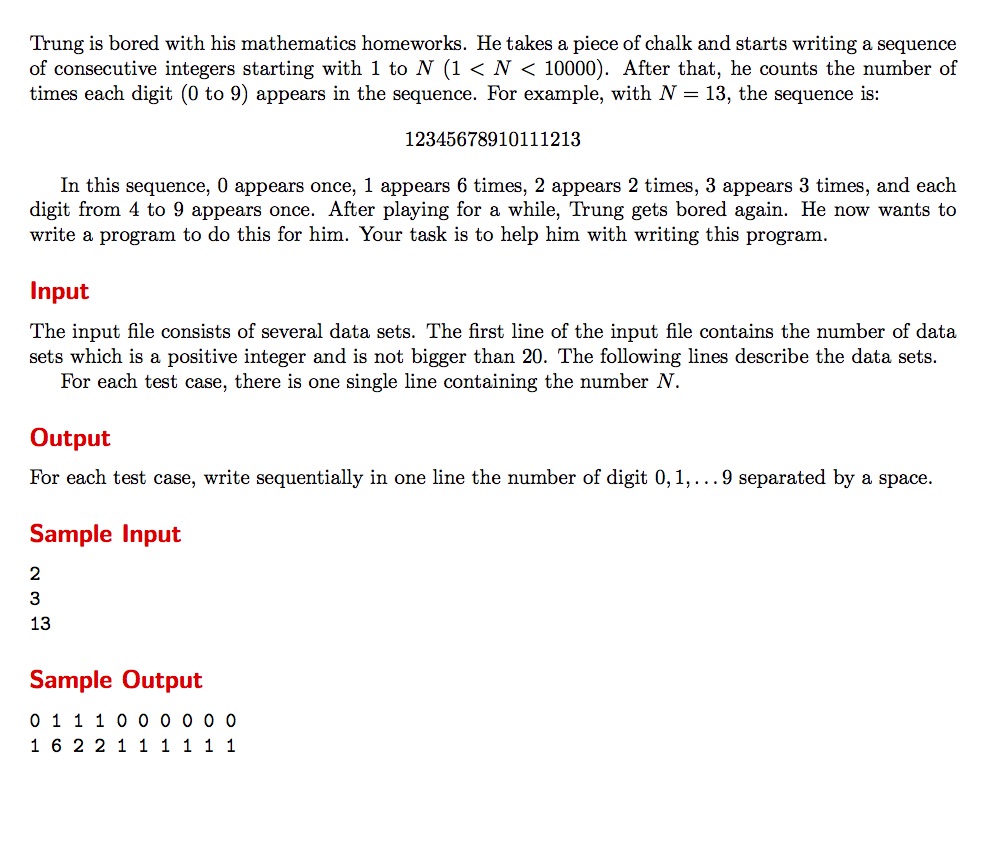 Trung is bored with his mathematics homeworks. He takes a piece of chalk and starts writing a sequence
of consecutive integers starting with 1 to N (1 < N < 10000). After that, he counts the number of
times each digit (0 to 9) appears in the sequence. For example, with N = 13, the sequence is:
12345678910111213
In this sequence, 0 appears once, 1 appears 6 times, 2 appears 2 times, 3 appears 3 times, and each
digit from 4 to 9 appears once. After playing for a while, Trung gets bored again. He now wants to
write a program to do this for him. Your task is to help him with writing this program.
Input
The input file consists of several data sets. The first line of the input file contains the number of data
sets which is a positive integer and is not bigger than 20. The following lines describe the data sets.
For each test case, there is one single line containing the number N.
Output
For each test case, write sequentially in one line the number of digit 0, 1, . . . 9 separated by a space.
Sample Input
2
3
13
Sample Output
0 1 1 1 0 0 0 0 0 0
1 6 2 2 1 1 1 1 1 1